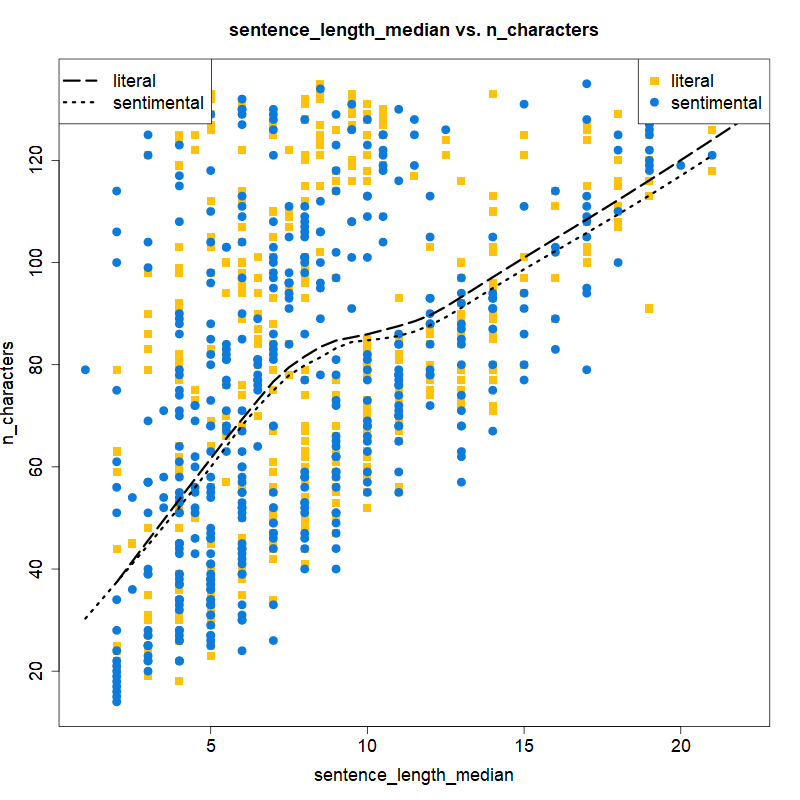 sentence_length_median vs. n_characters
literal
sentimental
literal
sentimental
n_characters
120
100
80
60
40
20
5
10
15
20
sentence_length_median